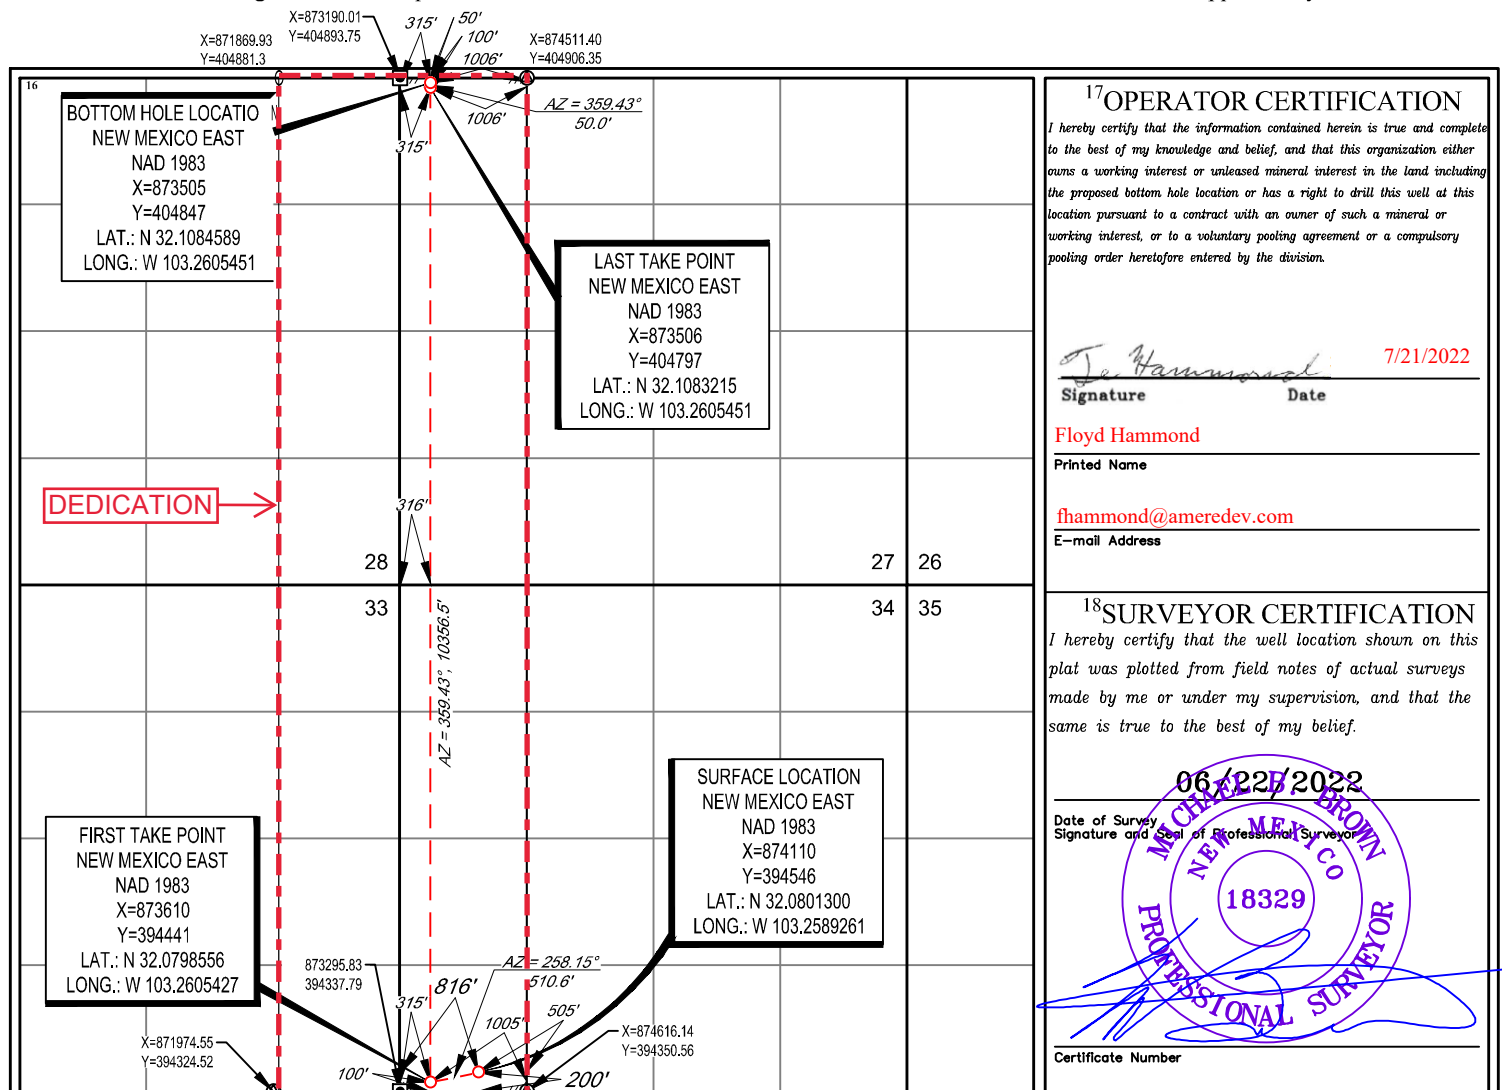 X=873190.01
Y=404893.75
315'
50'
100'
1006'
X=871869.93
Y=404881.3
X=874511.40
Y=404906.35
16
BOTTOM HOLE LOCATIO
NEW MEXICO EAST
NAD 1983
X=873505
Y=404847
LAT.: N 32.1084589
LONG.: W 103.2605451
315'
1006'
AZ = 359.43°
50.0'
LAST TAKE POINT
NEW MEXICO EAST
NAD 1983
X=873506
Y=404797
LAT.: N 32.1083215
LONG.: W 103.2605451
DEDICATION
316'
28
27
26
33
34
35
AZ = 359.43°, 10356.5'
SURFACE LOCATION
NEW MEXICO EAST
NAD 1983
X=874110
Y=394546
LAT.: N 32.0801300
LONG.: W 103.2589261
FIRST TAKE POINT
NEW MEXICO EAST
NAD 1983
X=873610
Y=394441
LAT.: N 32.0798556
LONG.: W 103.2605427
873295.83
394337.79
315'
816'
AZ = 258.15°
510.6'
1005'
505'
X=874616.14
Y=394350.56
X=871974.55
Y=394324.52
100'
200'
17OPERATOR CERTIFICATION
I hereby certify that the information contained herein is true and complete
to the best of my knowledge and belief, and that this organization either
owns a working interest or unleased mineral interest in the land including
the proposed bottom hole location or has a right to drill this well at this
location pursuant to a contract with an owner of such a mineral or
working interest, or to a voluntary pooling agreement or a compulsory
pooling order heretofore entered by the division.
Hammond
7/21/2022
Signature Date
Floyd Hammond
Printed Name
fhammond@ameredev.com
E-mail Address
18SURVEYOR CERTIFICATION
I hereby certify that the well location shown on this
plat was plotted from field notes of actual surveys
made by me or under my supervision, and that the
same is true to the best of my belief.
06/22/2022
Date of Survey
Signature and Seal of Professional Surveyor
MICHAEL B. BROWN
NEW MEXICO
18329
PROFESSIONAL SURVEYOR
Certificate Number